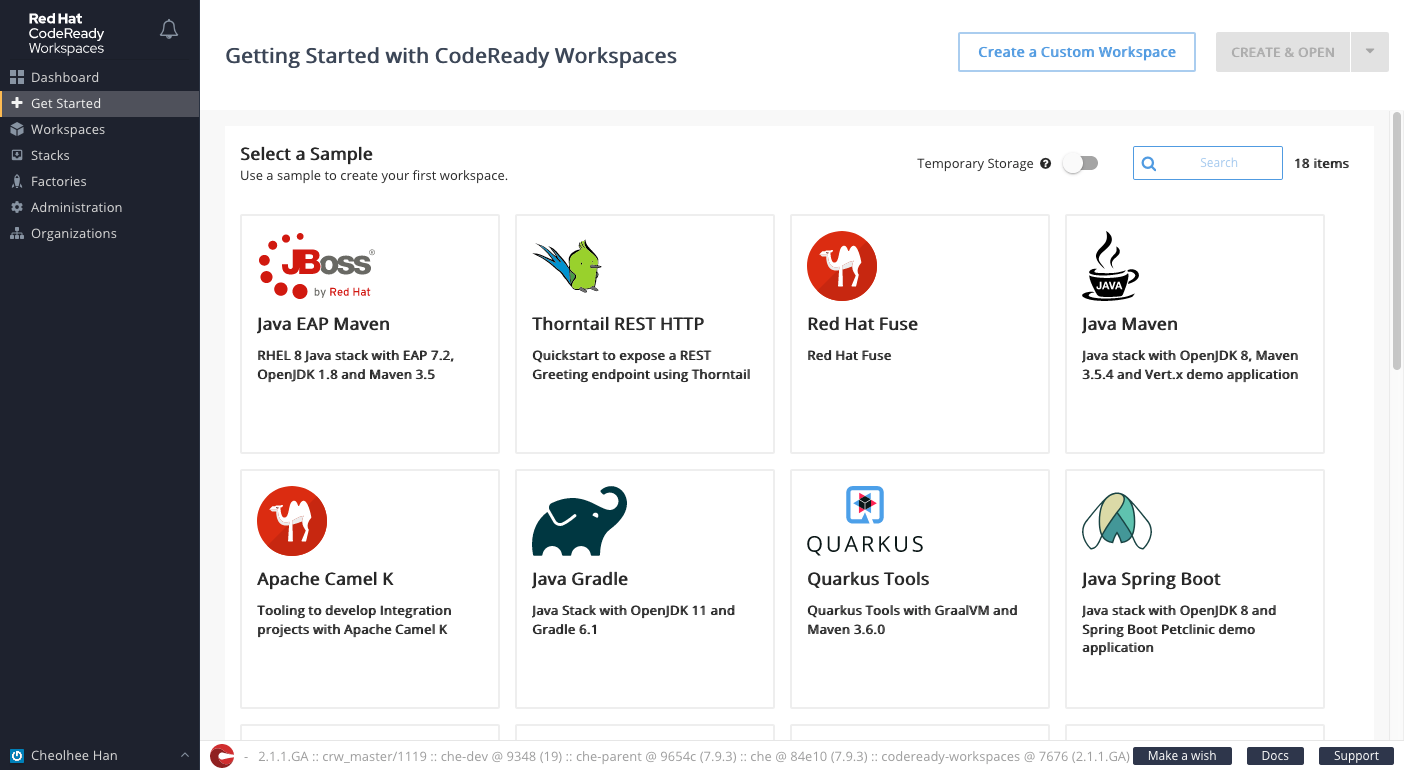 Red Hat
CodeReady
Workspaces
Dashboard
Get Started
Workspaces
Stacks
Factories
Administration
Organizations
Cheolhee Han
Getting Started with CodeReady Workspaces
Create a Custom Workspace
CREATE & OPEN
Select a Sample
Use a sample to create your first workspace.
Temporary Storage
Search
18 items
JBoss®
by Red Hat
Java EAP Maven
RHEL 8 Java stack with EAP 7.2,
OpenJDK 1.8 and Maven 3.5
Thorntail REST HTTP
Quickstart to expose a REST
Greeting endpoint using Thorntail
Red Hat Fuse
Red Hat Fuse
JAVA
Java Maven
Java stack with OpenJDK 8, Maven
3.5.4 and Vert.x demo application
Apache Camel K
Tooling to develop Integration
projects with Apache Camel K
Java Gradle
Java Stack with OpenJDK 11 and
Gradle 6.1
QUARKUS
Quarkus Tools
Quarkus Tools with GraalVM and
Maven 3.6.0
Java Spring Boot
Java stack with OpenJDK 8 and
Spring Boot Petclinic demo
application
- 2.1.1.GA :: crw_master/1119 :: che-dev @ 9348 (19) :: che-parent @ 9654c (7.9.3) :: che @ 84e10 (7.9.3) :: codeready-workspaces @ 7676 (2.1.1.GA)
Make a wish
Docs
Support